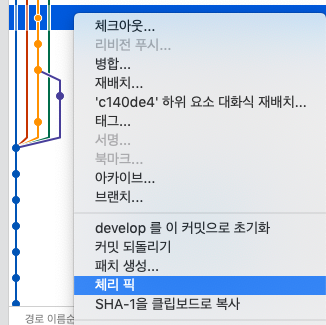 체크아웃...
리비전 푸시...
병합...
재배치...
'c140de4' 하위 요소 대화식 재배치...
태그...
서명...
북마크...
아카이브...
브랜치...
develop 를 이 커밋으로 초기화
커밋 되돌리기
패치 생성...
체리 픽
SHA-1을 클립보드로 복사
경로 이름순